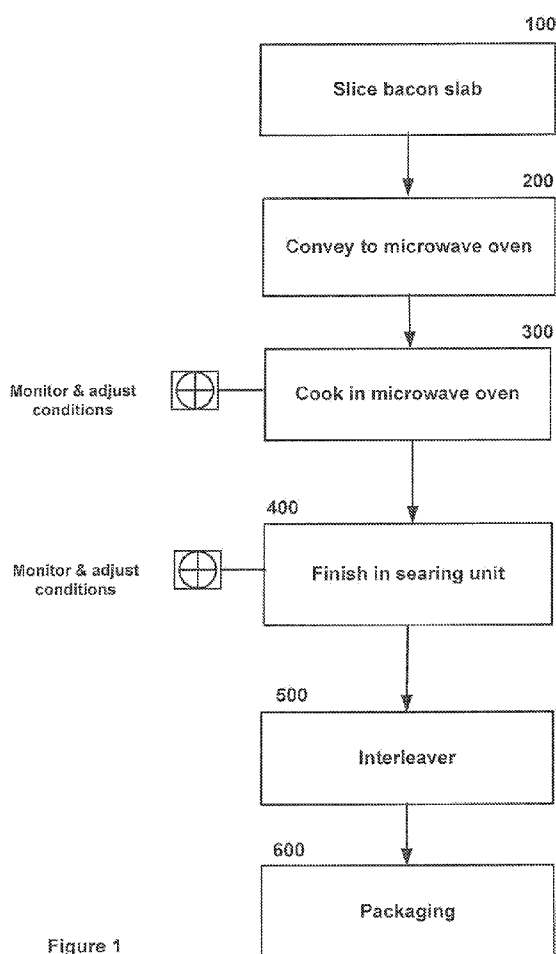 100
Slice bacon slab
200
Convey to microwave oven
300
Monitor & adjust
conditions
Cook in microwave oven
400
Monitor & adjust
conditions
Finish in searing unit
500
Interleaver
600
Packaging
Figure 1